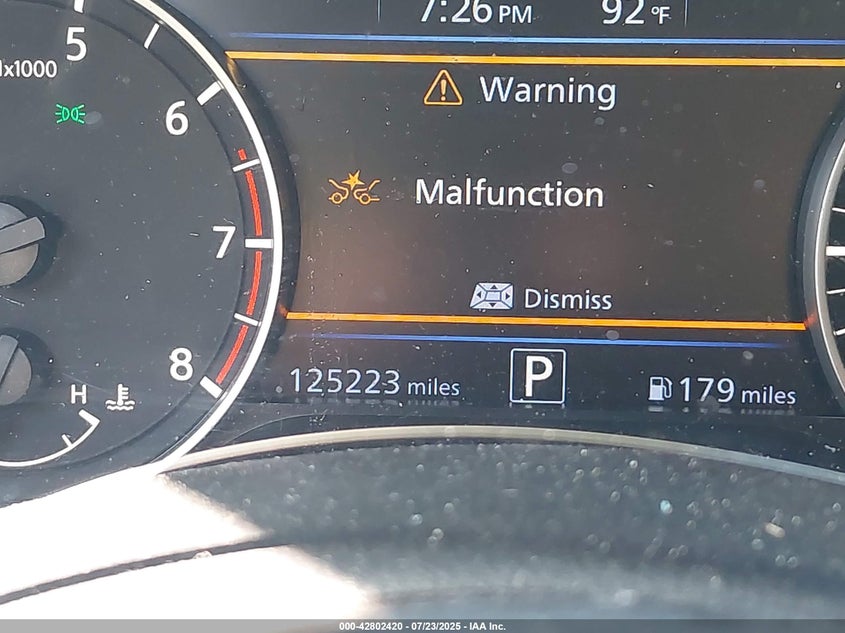 7:26 PM 92 °F
5
1x1000
Warning
6
Malfunction
7
Dismiss
8
125223 miles P 179 miles
H
000-42802420 - 07/23/2025 - IAA Inc.